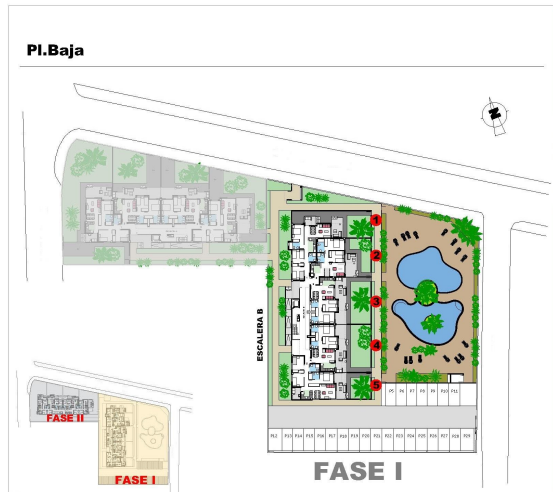 Pl.Baja
N
1
2
3
4
5
ESCALERA B
P5 P6 P7 P8 P9 P10 P11
P12 P13 P14 P15 P16 P17 P18 P19 P20 P21 P22 P23 P24 P25 P26 P27 P28 P29
FASE II
FASE I
FASE I